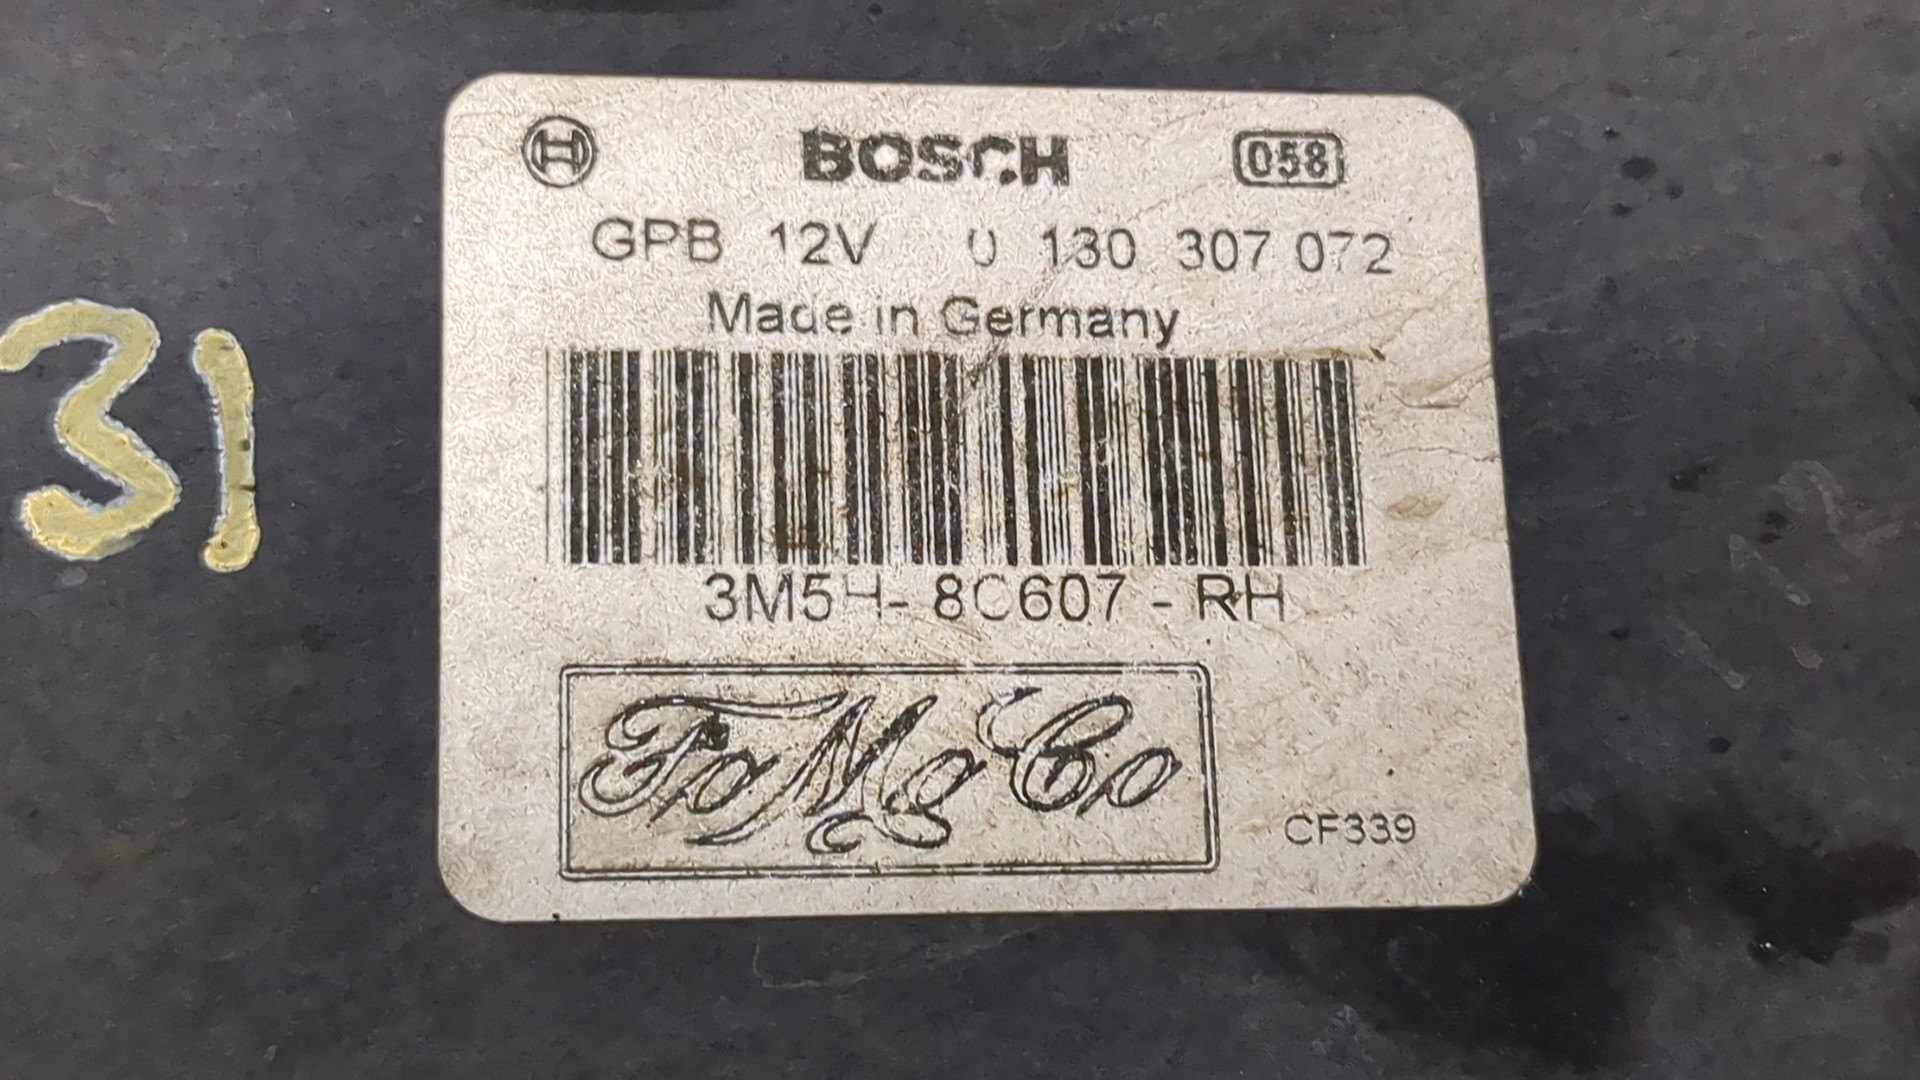 BOSCH 058
GPB 12V 0 130 307 072
Made in Germany
31
3M5H-8C607-RH
FoMoCo
CF339